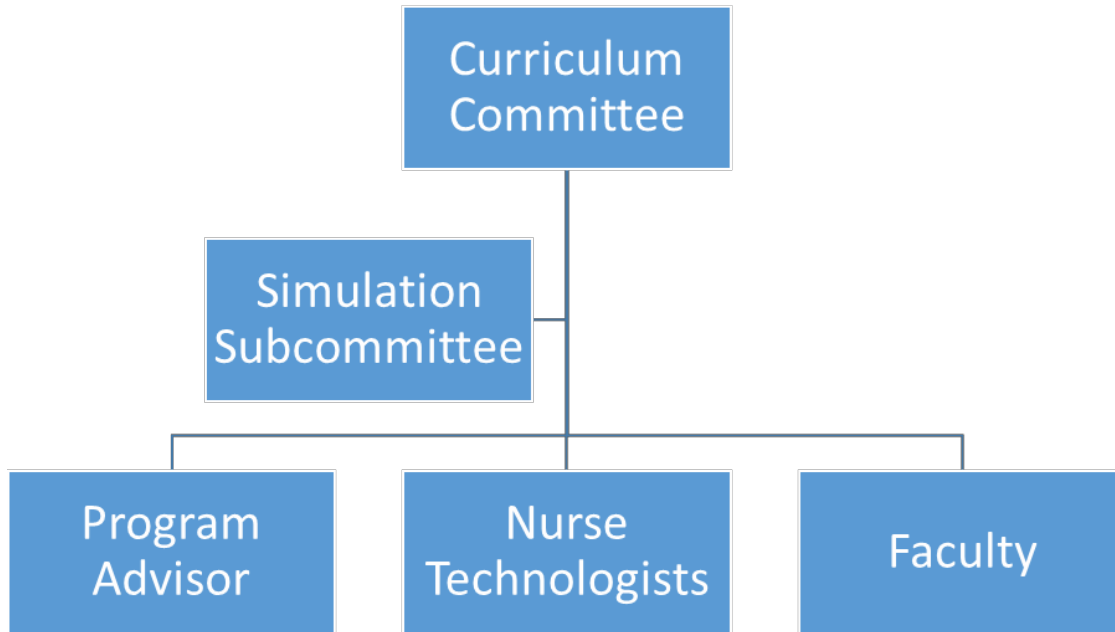 Curriculum
Committee
Simulation
Subcommittee
Program
Advisor
Nurse
Technologists
Faculty